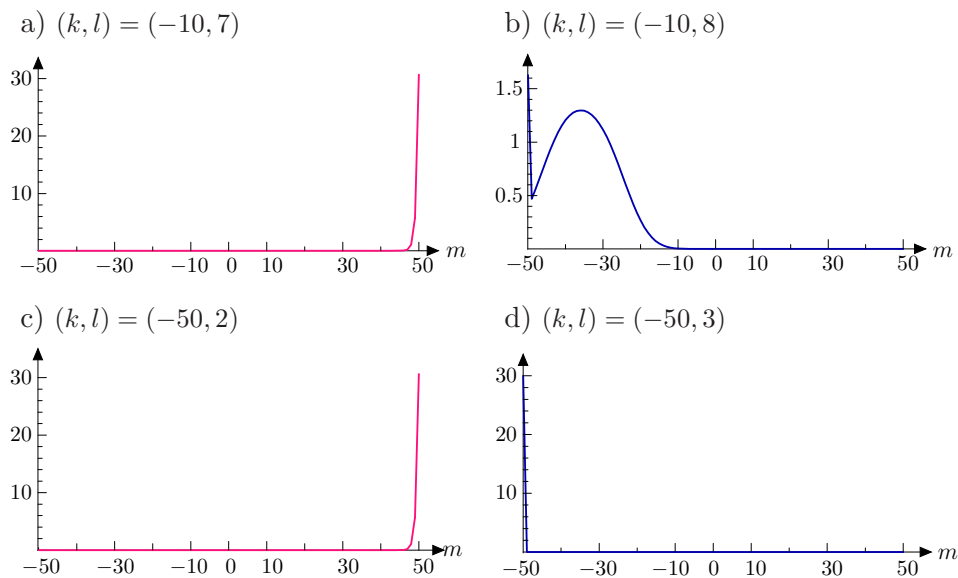 a) (k, l) = (−10, 7)
30
20
10
−50 −30 −10 0 10 30 50 m
b) (k, l) = (−10, 8)
1.5
1
0.5
−50 −30 −10 0 10 30 50 m
c) (k, l) = (−50, 2)
30
20
10
−50 −30 −10 0 10 30 50 m
d) (k, l) = (−50, 3)
30
20
10
−50 −30 −10 0 10 30 50 m